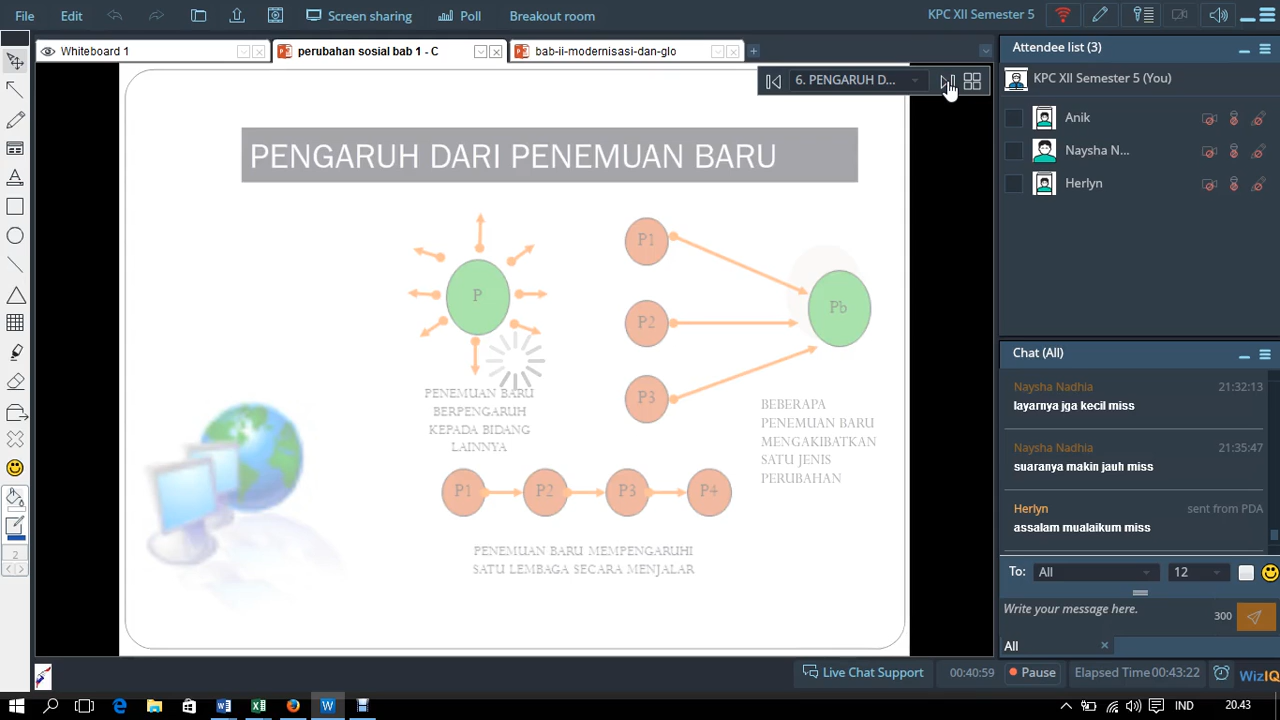 File Edit Screen sharing Poll Breakout room KPC XII Semester 5
Whiteboard 1 perubahan sosial bab 1 - C bab-ii-modernisasi-dan-glo
Attendee list (3)
6. PENGARUH D...
KPC XII Semester 5 (You)
Anik
Naysha N...
Herlyn
PENGARUH DARI PENEMUAN BARU
P
P1
P2
P3
Pb
PENEMUAN BARU
BERPENGARUH
KEPADA BIDANG
LAINNYA
BEBERAPA
PENEMUAN BARU
MENGAKIBATKAN
SATU JENIS
PERUBAHAN
P1 P2 P3 P4
PENEMUAN BARU MEMPENGARUHI
SATU LEMBAGA SECARA MENJALAR
2
Chat (All)
Naysha Nadhia 21:32:13
layarnya jga kecil miss
Naysha Nadhia 21:35:47
suaranya makin jauh miss
Herlyn sent from PDA
assalam mualaikum miss
To: All 12
Write your message here. 300
All
Live Chat Support 00:40:59 Pause Elapsed Time 00:43:22 WizIQ
IND 20.43